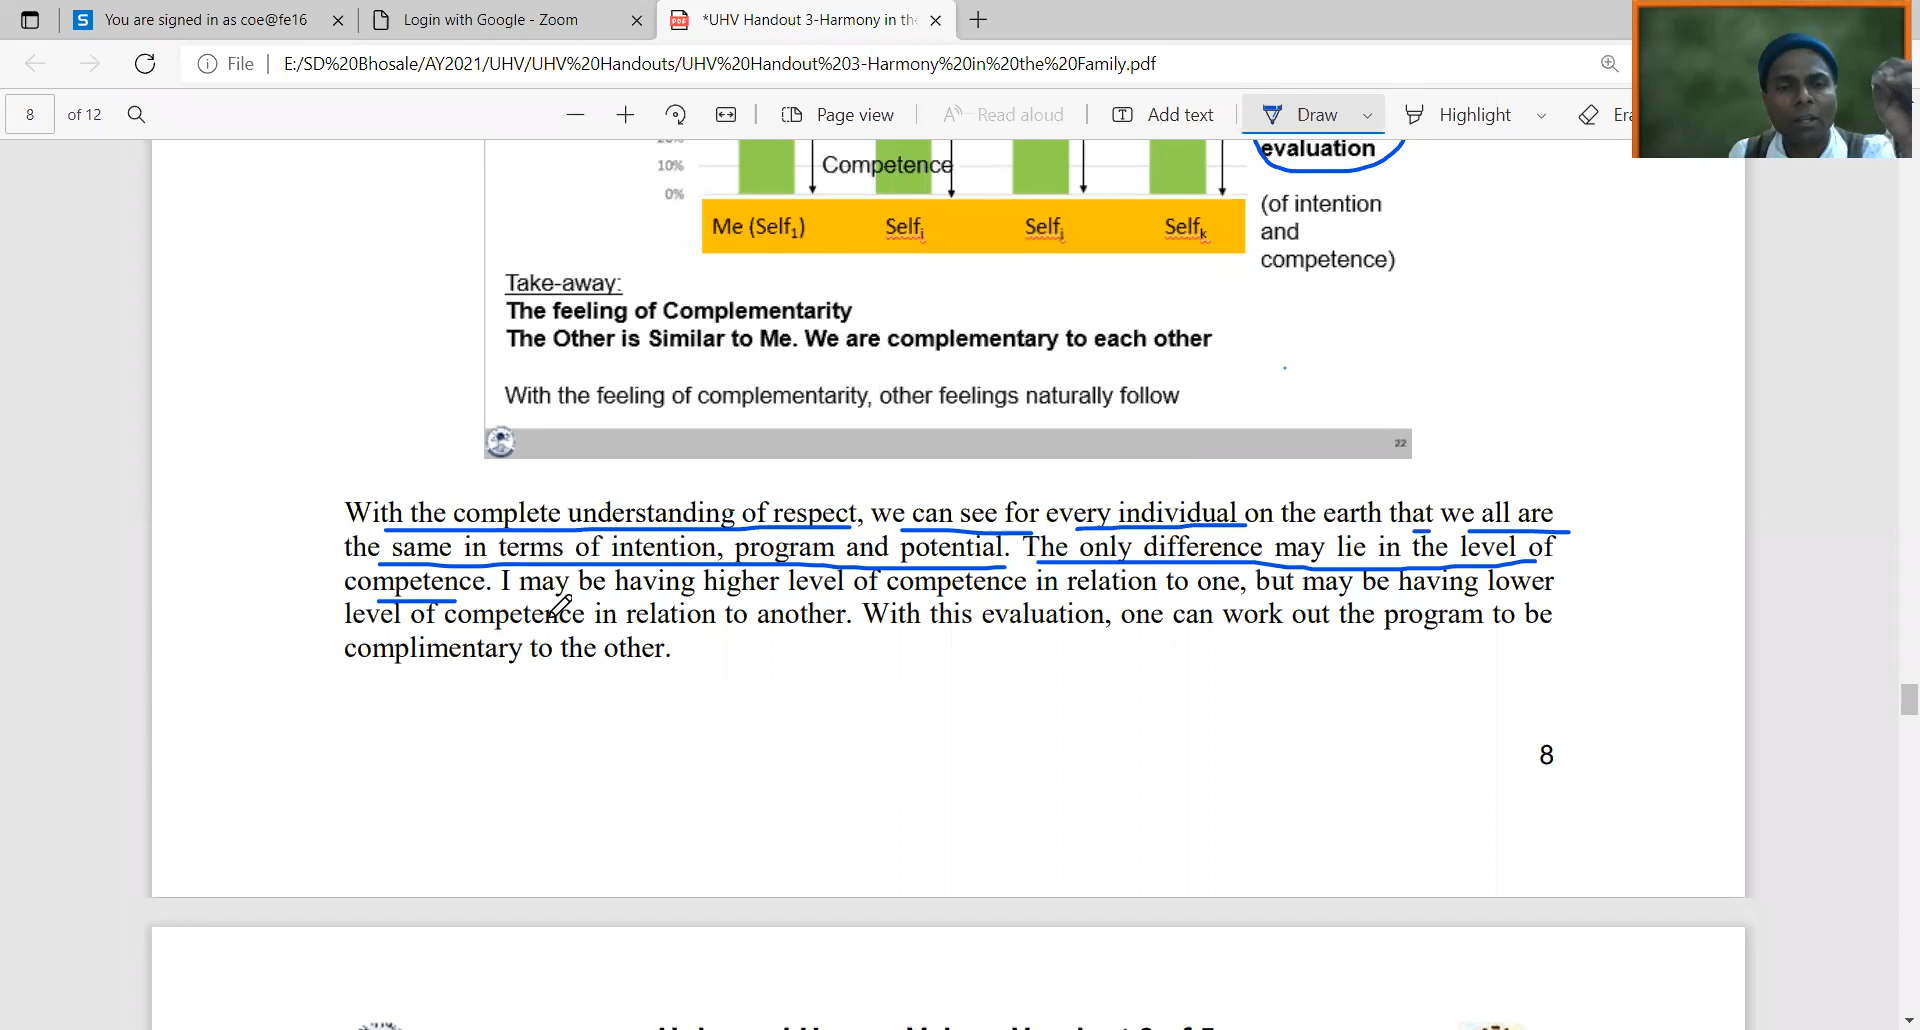 You are signed in as coe@fe16
Login with Google - Zoom
*UHV Handout 3-Harmony in the
File
E:/SD%20Bhosale/AY2021/UHV/UHV%20Handouts/UHV%20Handout%203-Harmony%20in%20the%20Family.pdf
8 of 12
Page view
Read aloud
Add text
Draw
Highlight
Era
evaluation
10%
Competence
0%
(of intention
and
competence)
Me (Self1) Selfi Selfj Selfk
Take-away:
The feeling of Complementarity
The Other is Similar to Me. We are complementary to each other
With the feeling of complementarity, other feelings naturally follow
22
With the complete understanding of respect, we can see for every individual on the earth that we all are
the same in terms of intention, program and potential. The only difference may lie in the level of
competence. I may be having higher level of competence in relation to one, but may be having lower
level of competence in relation to another. With this evaluation, one can work out the program to be
complimentary to the other.
8